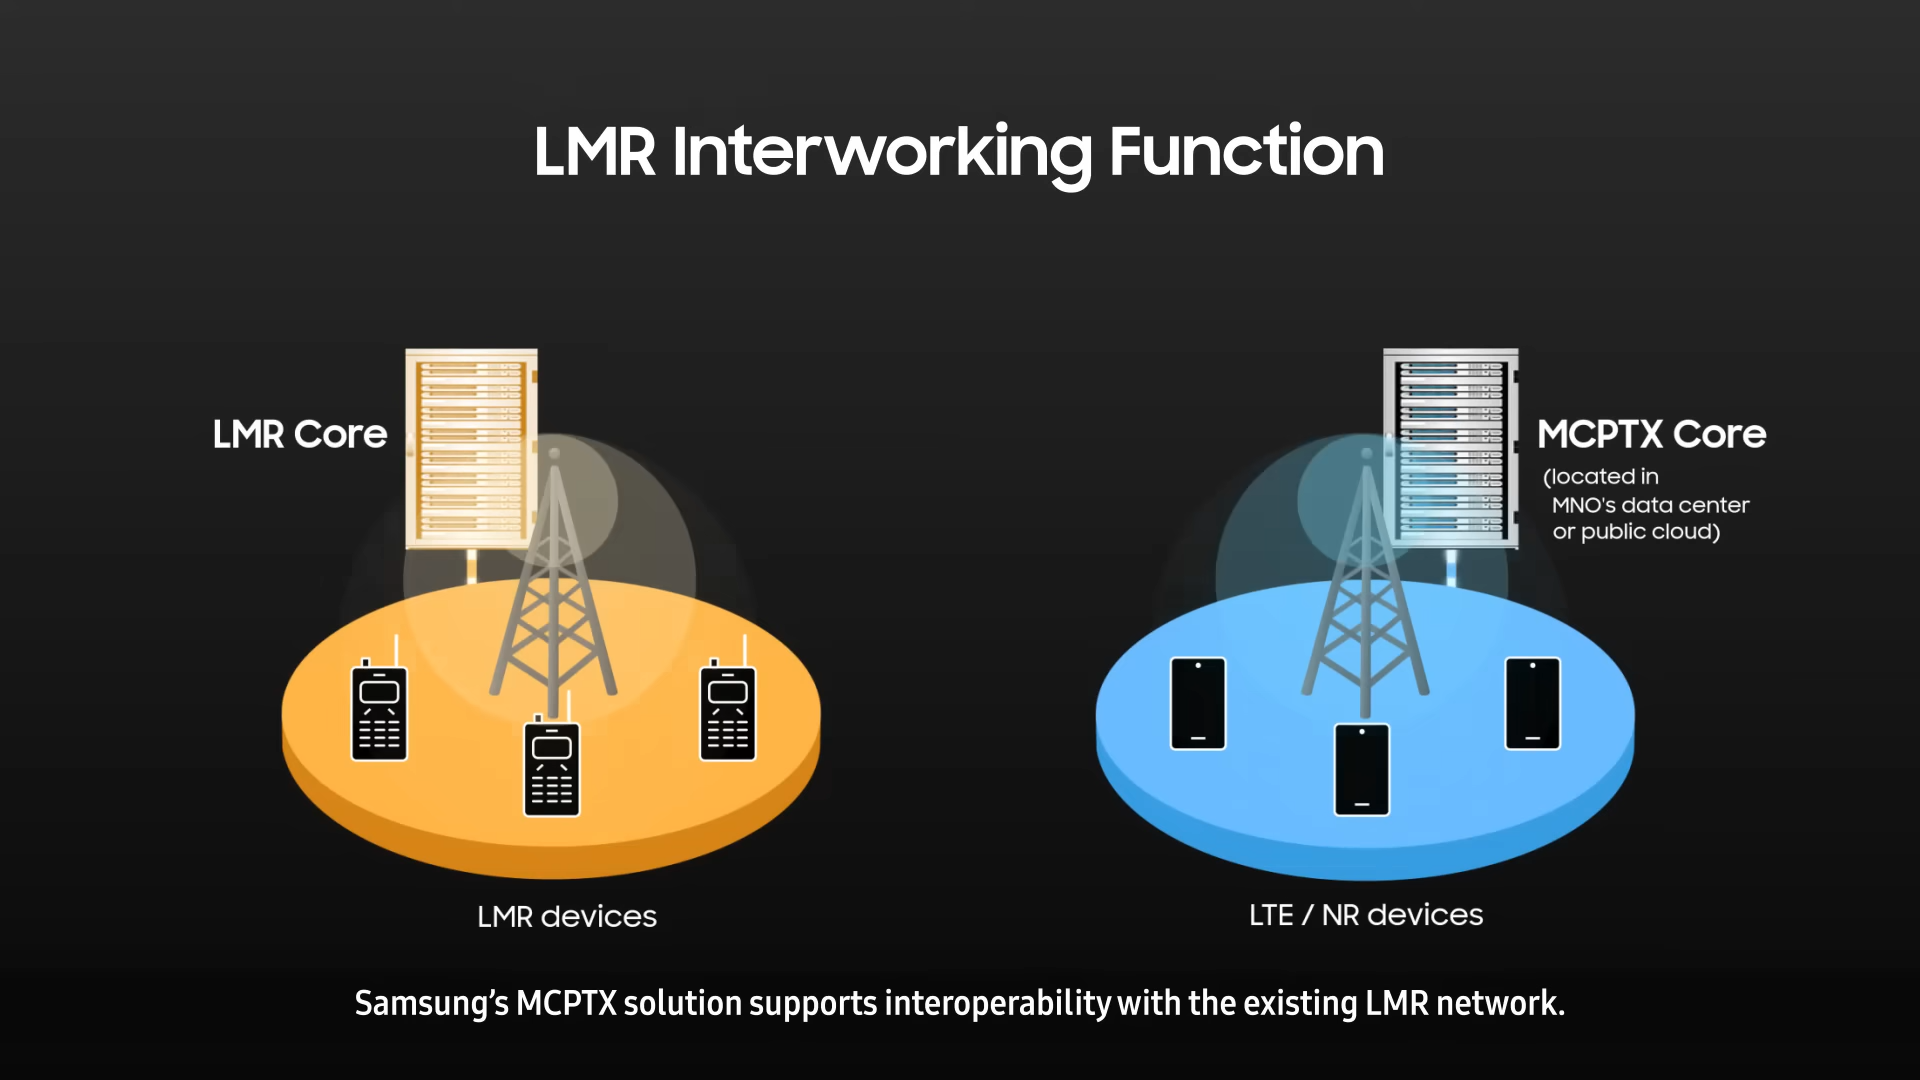 LMR Interworking Function
LMR Core
MCPTX Core
(located in
MNO's data center
or public cloud)
LMR devices
LTE / NR devices
Samsung’s MCPTX solution supports interoperability with the existing LMR network.